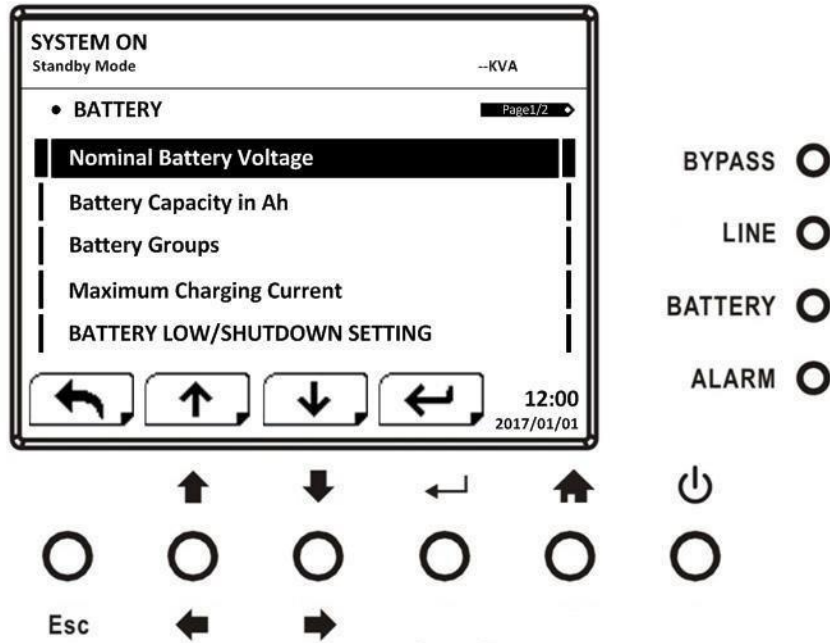 SYSTEM ON
Standby Mode --KVA
• BATTERY Page1/2
Nominal Battery Voltage
Battery Capacity in Ah
Battery Groups
Maximum Charging Current
BATTERY LOW/SHUTDOWN SETTING
12:00
2017/01/01
BYPASS
LINE
BATTERY
ALARM
Esc